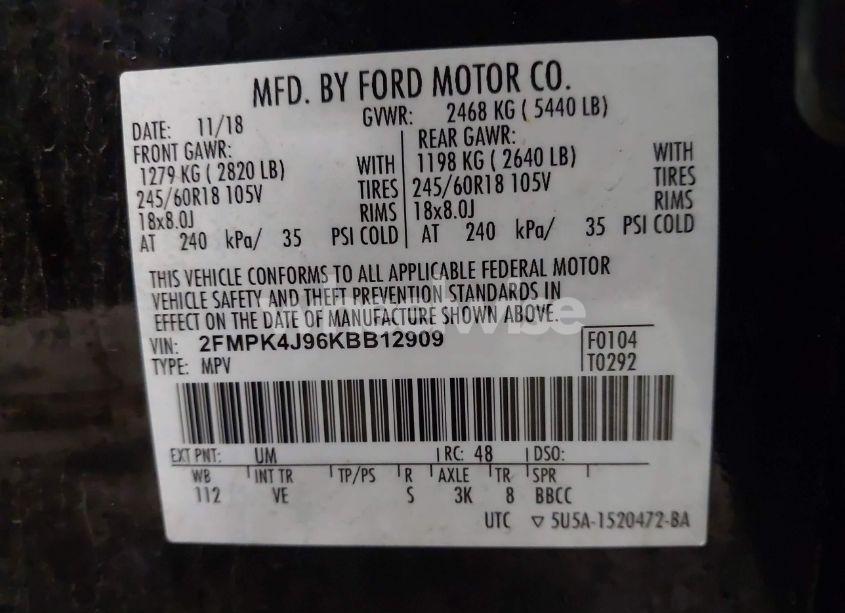 MFD. BY FORD MOTOR CO.
DATE: 11/18
GVWR: 2468 KG ( 5440 LB)
FRONT GAWR:
1279 KG ( 2820 LB) WITH
245/60R18 105V TIRES
18x8.0J RIMS
AT 240 kPa/ 35 PSI COLD
REAR GAWR:
1198 KG ( 2640 LB) WITH
245/60R18 105V TIRES
18x8.0J RIMS
AT 240 kPa/ 35 PSI COLD
THIS VEHICLE CONFORMS TO ALL APPLICABLE FEDERAL MOTOR
VEHICLE SAFETY AND THEFT PREVENTION STANDARDS IN
EFFECT ON THE DATE OF MANUFACTURE SHOWN ABOVE.
VIN: 2FMPK4J96KBB12909 F0104
TYPE: MPV T0292
EXT PNT: UM RC: 48 DSO:
WB INT TR TP/PS R AXLE TR SPR
112 VE S 3K 8 BBCC
UTC ▽ 5U5A-1520472-BA